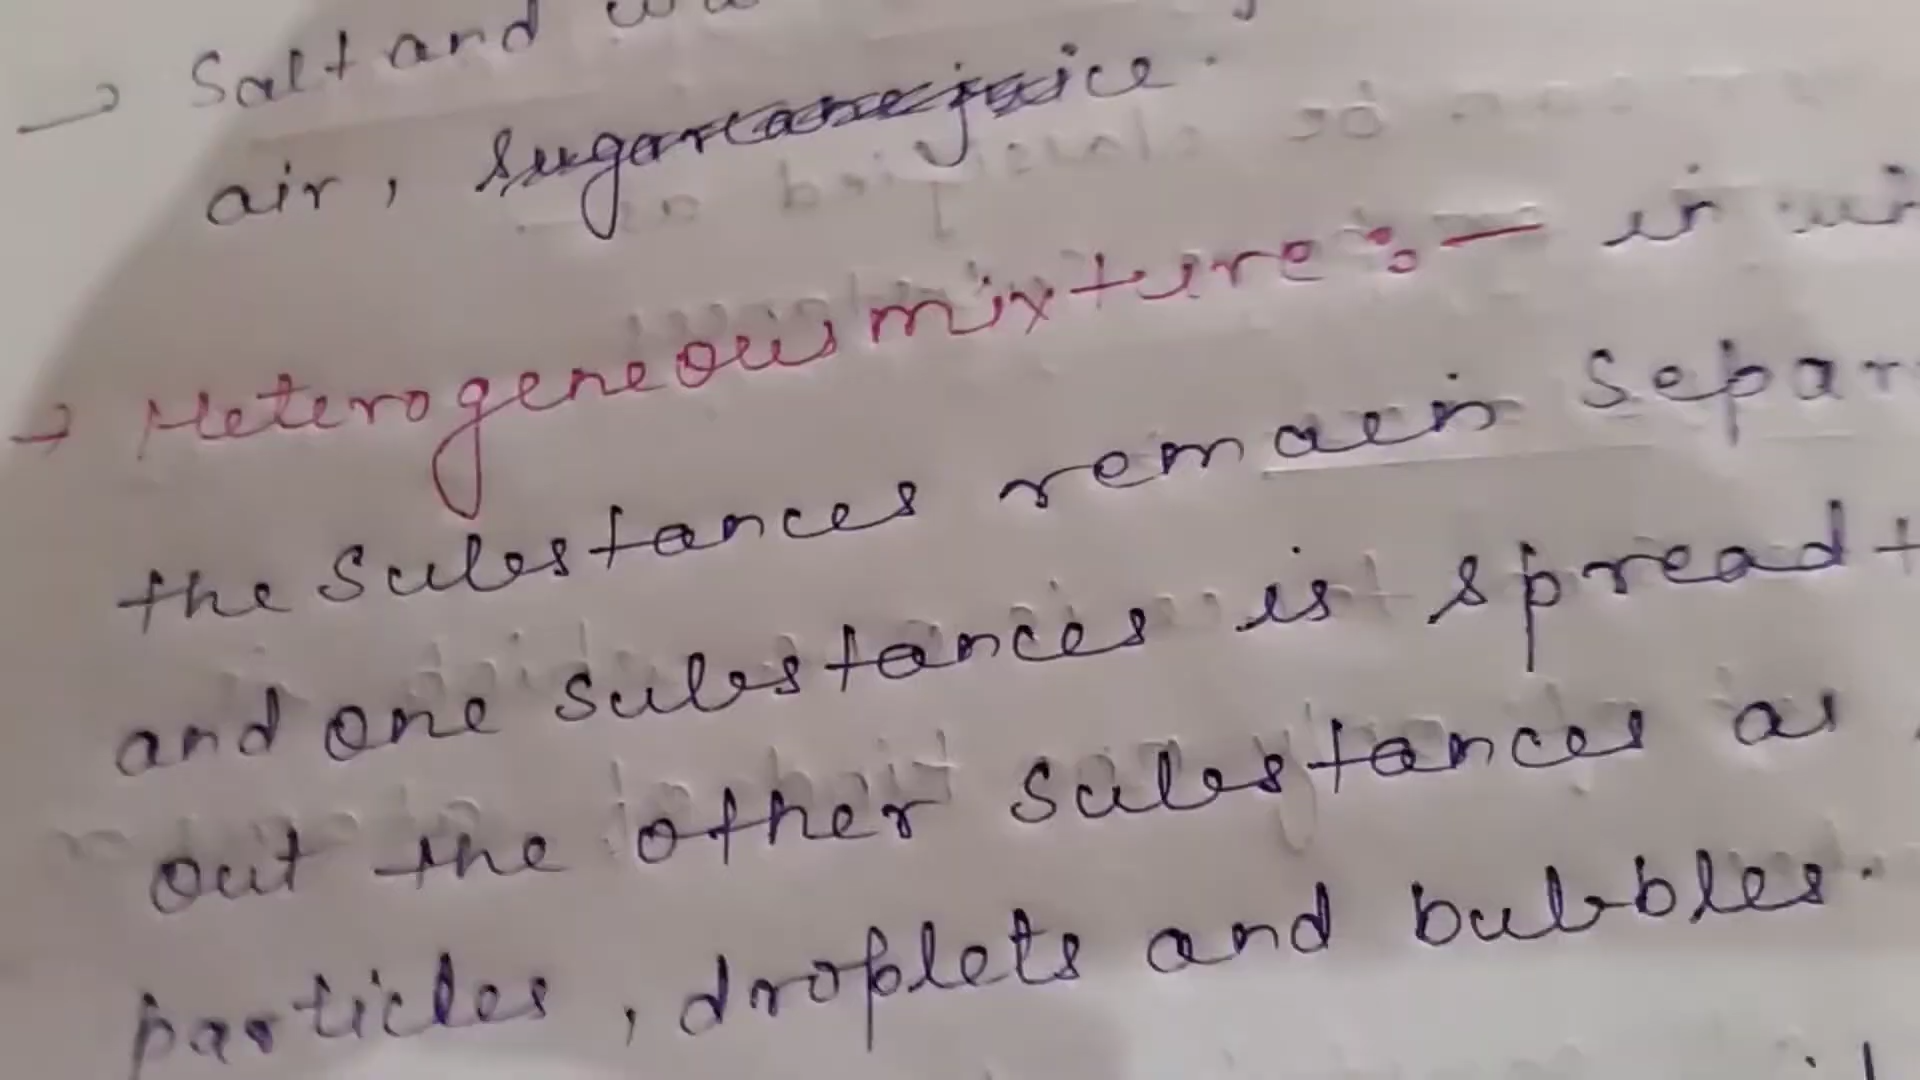 → Salt and
air, sugarcane juice.
→ Heterogeneous mixture :— in
the substances remain separ
and one substances is spread
out the other substances as
particles, droplets and bubbles.